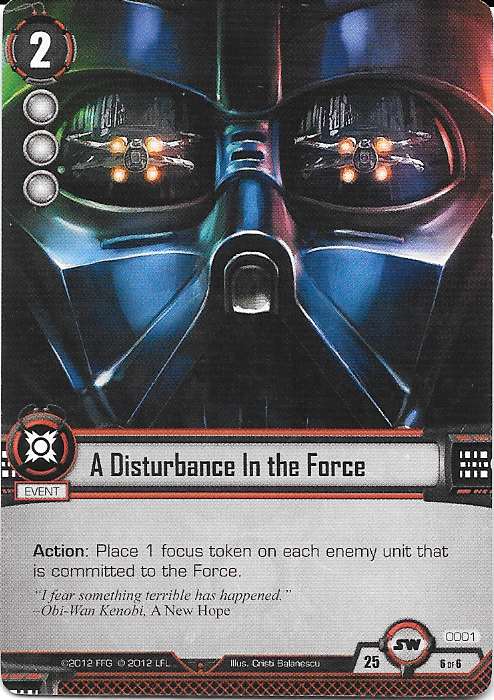 2
A Disturbance In the Force
EVENT
Action: Place 1 focus token on each enemy unit that
is committed to the Force.
"I fear something terrible has happened."
–Obi-Wan Kenobi, A New Hope
©2012 FFG © 2012 LFL
Illus. Cristi Balanescu
25
SW
0001
6 of 6